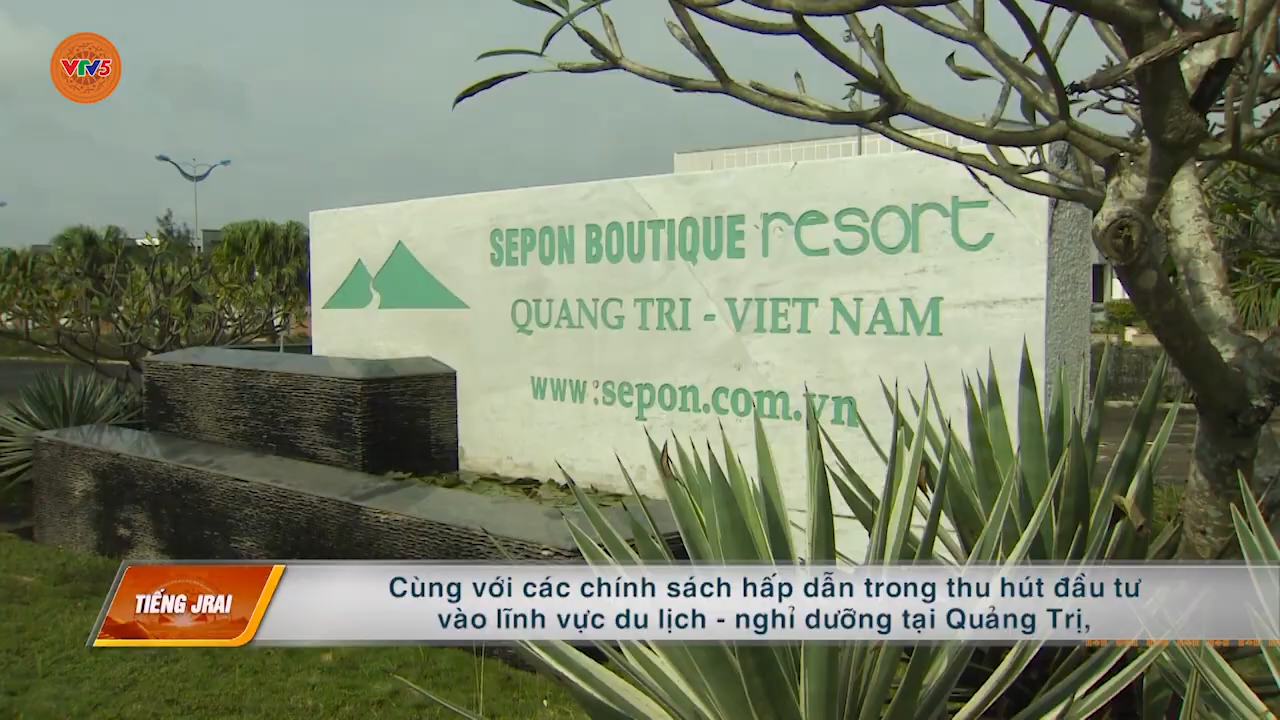 VTV5
SEPON BOUTIQUE resort
QUANG TRI - VIET NAM
www.sepon.com.vn
TIẾNG JRAI
Cùng với các chính sách hấp dẫn trong thu hút đầu tư
vào lĩnh vực du lịch - nghỉ dưỡng tại Quảng Trị,